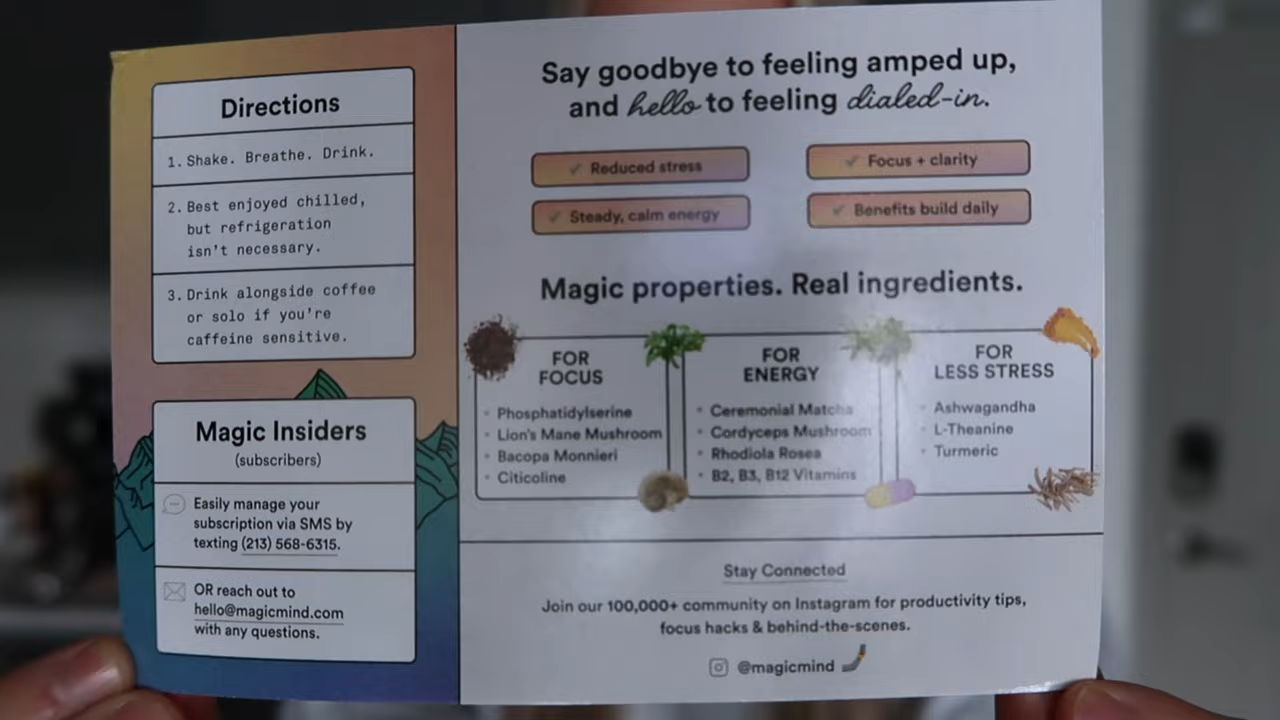 Directions
1. Shake. Breathe. Drink.
2. Best enjoyed chilled,
but refrigeration
isn't necessary.
3. Drink alongside coffee
or solo if you're
caffeine sensitive.
Magic Insiders
(subscribers)
Easily manage your
subscription via SMS by
texting (213) 568-6315.
OR reach out to
hello@magicmind.com
with any questions.
Say goodbye to feeling amped up,
and hello to feeling dialed-in.
✓ Reduced stress
✓ Focus + clarity
✓ Steady, calm energy
✓ Benefits build daily
Magic properties. Real ingredients.
FOR
FOCUS
• Phosphatidylserine
• Lion's Mane Mushroom
• Bacopa Monnieri
• Citicoline
FOR
ENERGY
• Ceremonial Matcha
• Cordyceps Mushroom
• Rhodiola Rosea
• B2, B3, B12 Vitamins
FOR
LESS STRESS
• Ashwagandha
• L-Theanine
• Turmeric
Stay Connected
Join our 100,000+ community on Instagram for productivity tips,
focus hacks & behind-the-scenes.
@magicmind